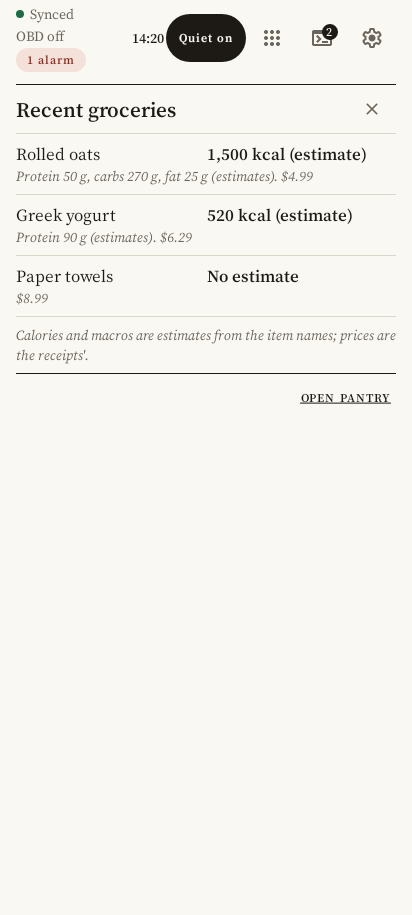 Synced
OBD off
1 alarm
14:20
Quiet on
2
Recent groceries
Rolled oats 1,500 kcal (estimate)
Protein 50 g, carbs 270 g, fat 25 g (estimates). $4.99
Greek yogurt 520 kcal (estimate)
Protein 90 g (estimates). $6.29
Paper towels No estimate
$8.99
Calories and macros are estimates from the item names; prices are
the receipts'.
OPEN PANTRY